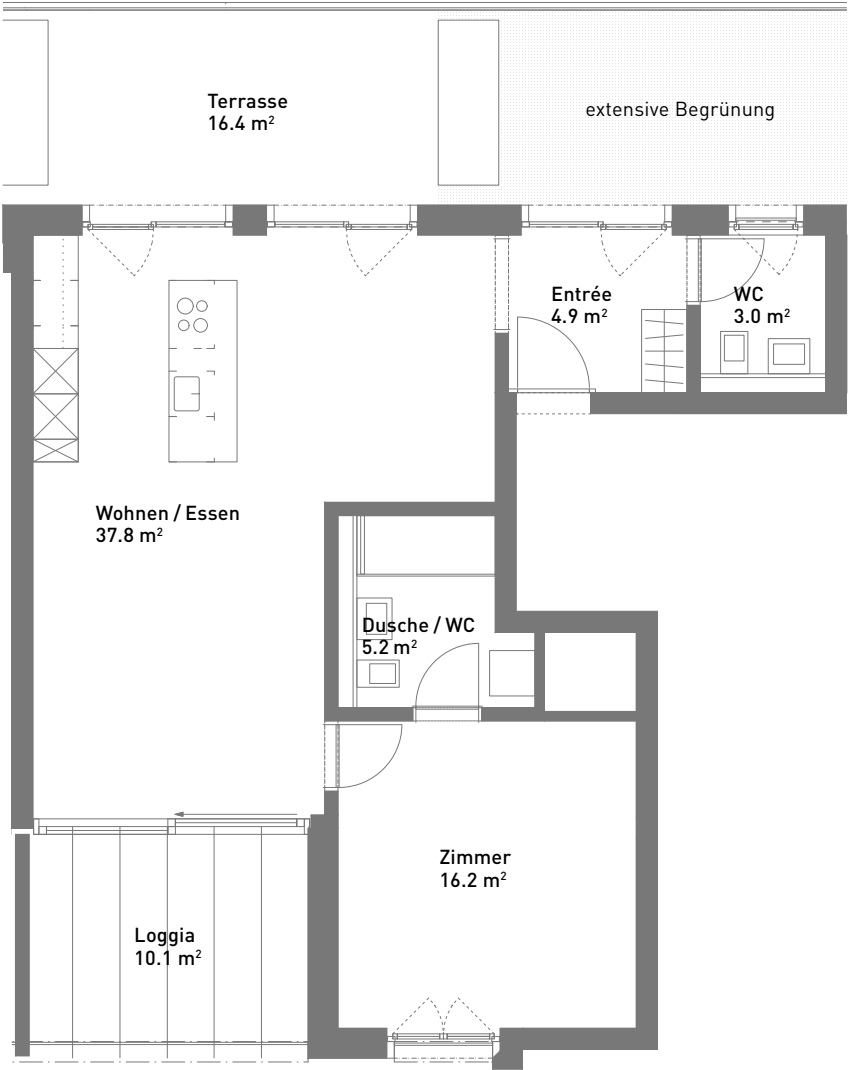 Terrasse
16.4 m²
extensive Begrünung
Entrée
4.9 m²
WC
3.0 m²
Wohnen / Essen
37.8 m²
Dusche / WC
5.2 m²
Zimmer
16.2 m²
Loggia
10.1 m²